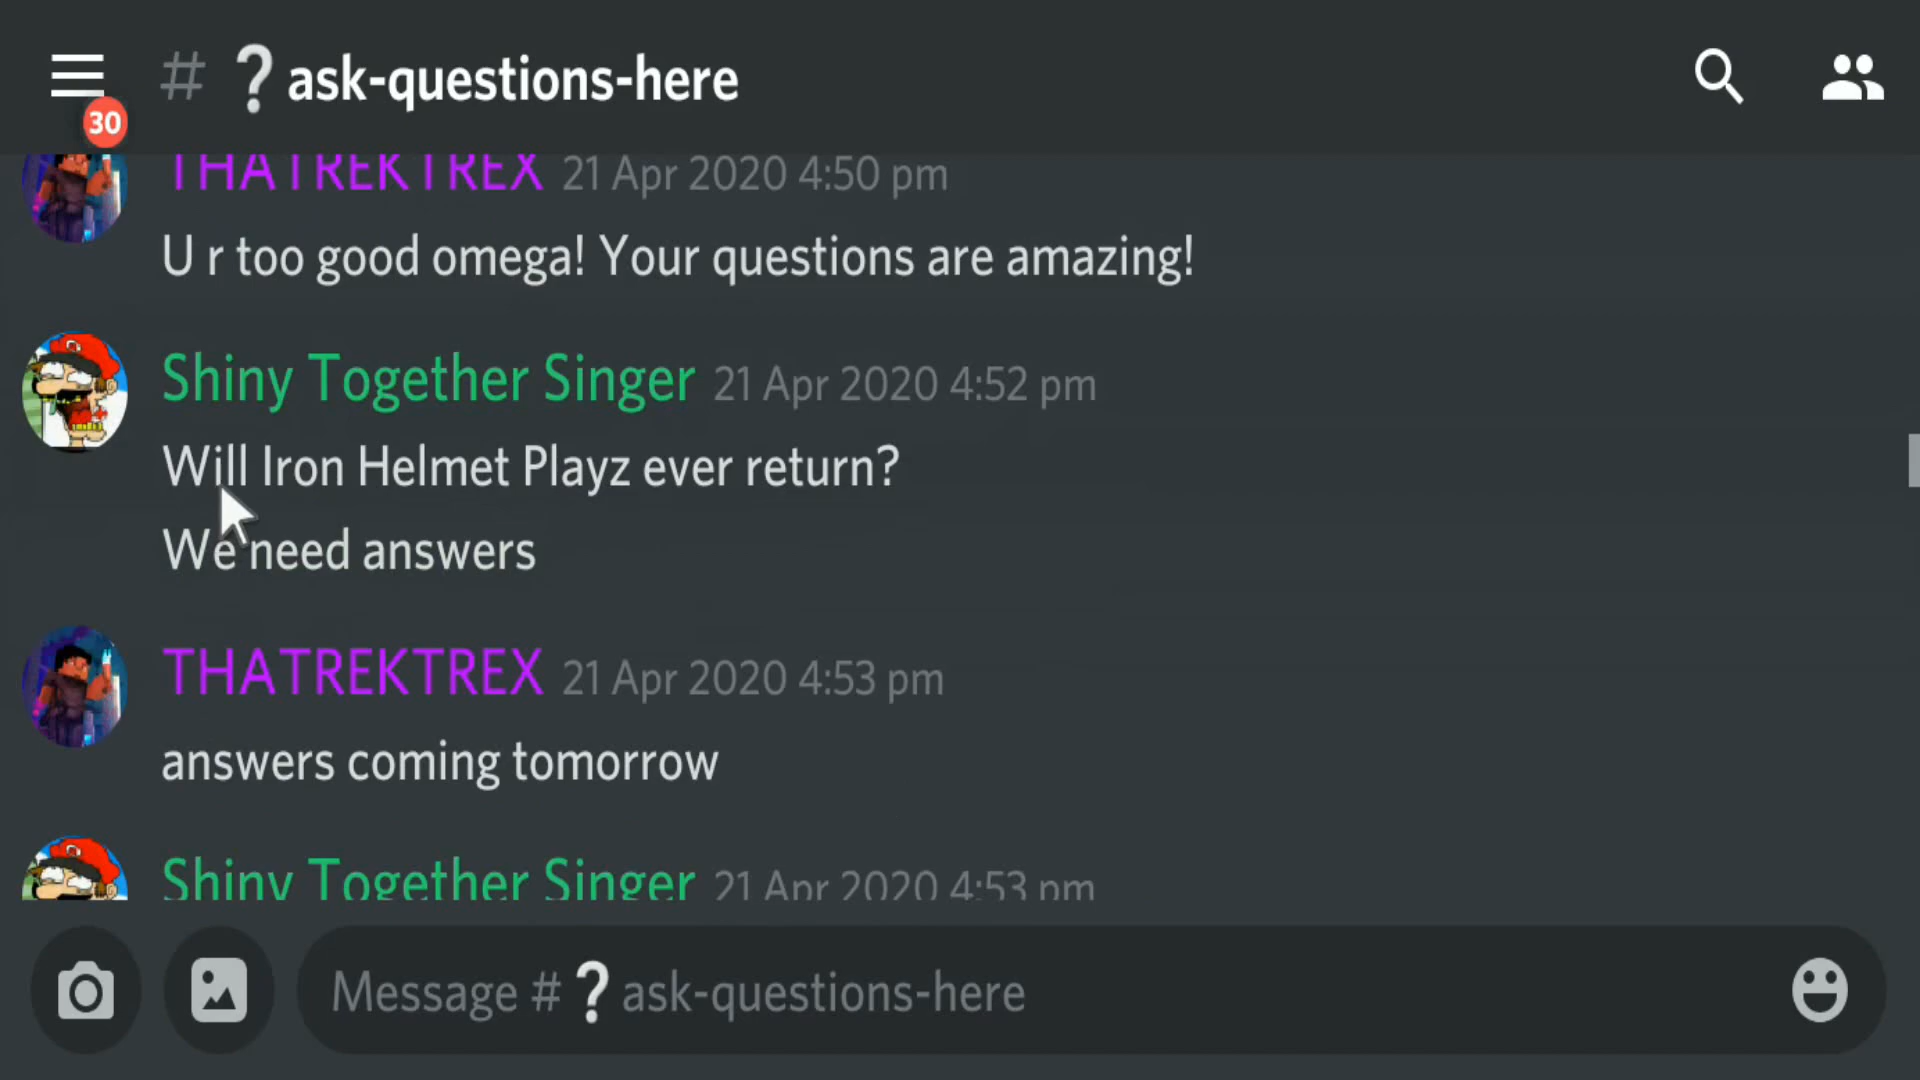 # ❔ask-questions-here
30
THATREKTREX 21 Apr 2020 4:50 pm
U r too good omega! Your questions are amazing!
Shiny Together Singer 21 Apr 2020 4:52 pm
Will Iron Helmet Playz ever return?
We need answers
THATREKTREX 21 Apr 2020 4:53 pm
answers coming tomorrow
Shiny Together Singer 21 Apr 2020 4:53 pm
Message #❔ask-questions-here